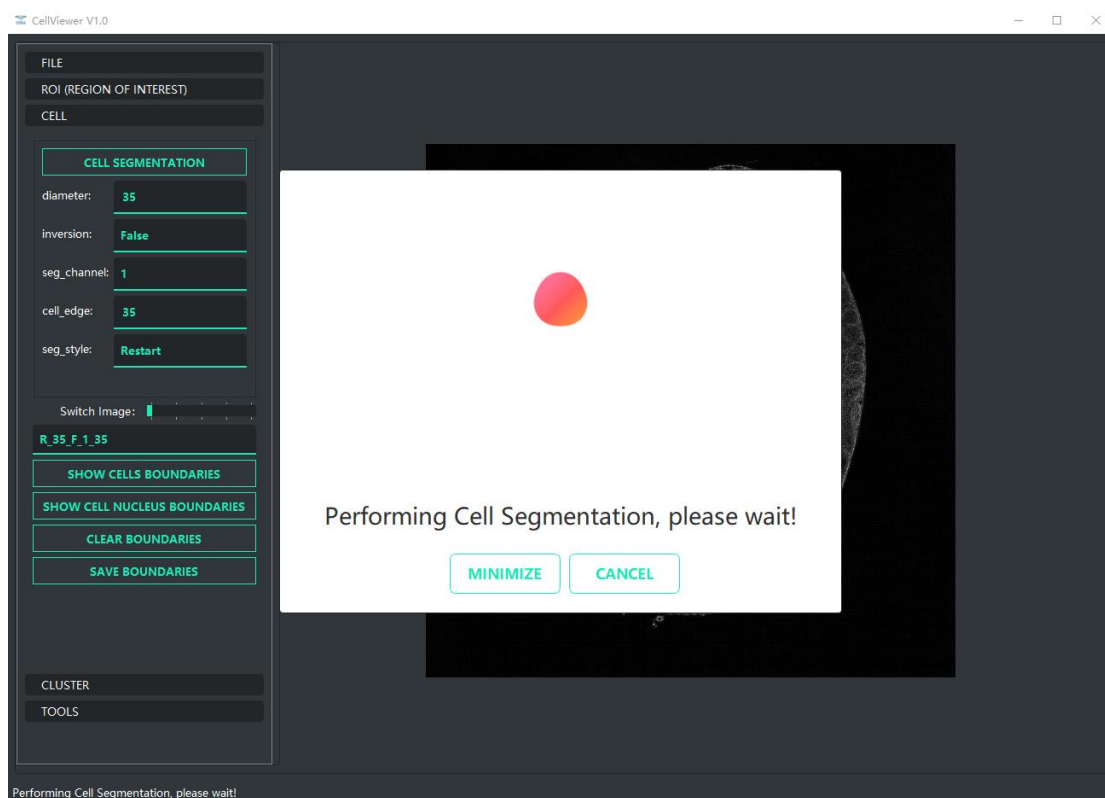 CellViewer V1.0
FILE
ROI (REGION OF INTEREST)
CELL
CELL SEGMENTATION
diameter: 35
inversion: False
seg_channel: 1
cell_edge: 35
seg_style: Restart
Switch Image:
R_35_F_1_35
SHOW CELLS BOUNDARIES
SHOW CELL NUCLEUS BOUNDARIES
CLEAR BOUNDARIES
SAVE BOUNDARIES
CLUSTER
TOOLS
Performing Cell Segmentation, please wait!
MINIMIZE CANCEL
Performing Cell Segmentation, please wait!